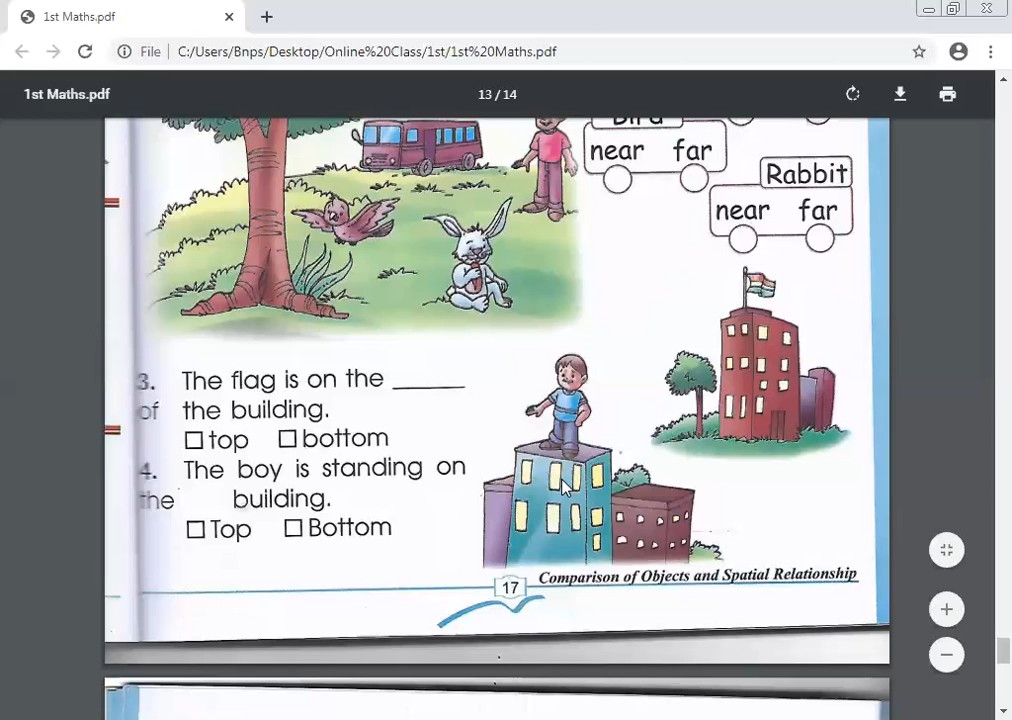 1st Maths.pdf
File C:/Users/Bnps/Desktop/Online%20Class/1st/1st%20Maths.pdf
1st Maths.pdf
13 / 14
Bird
near far
Rabbit
near far
3. The flag is on the ______
of the building.
top bottom
4. The boy is standing on
the building.
Top Bottom
17
Comparison of Objects and Spatial Relationship